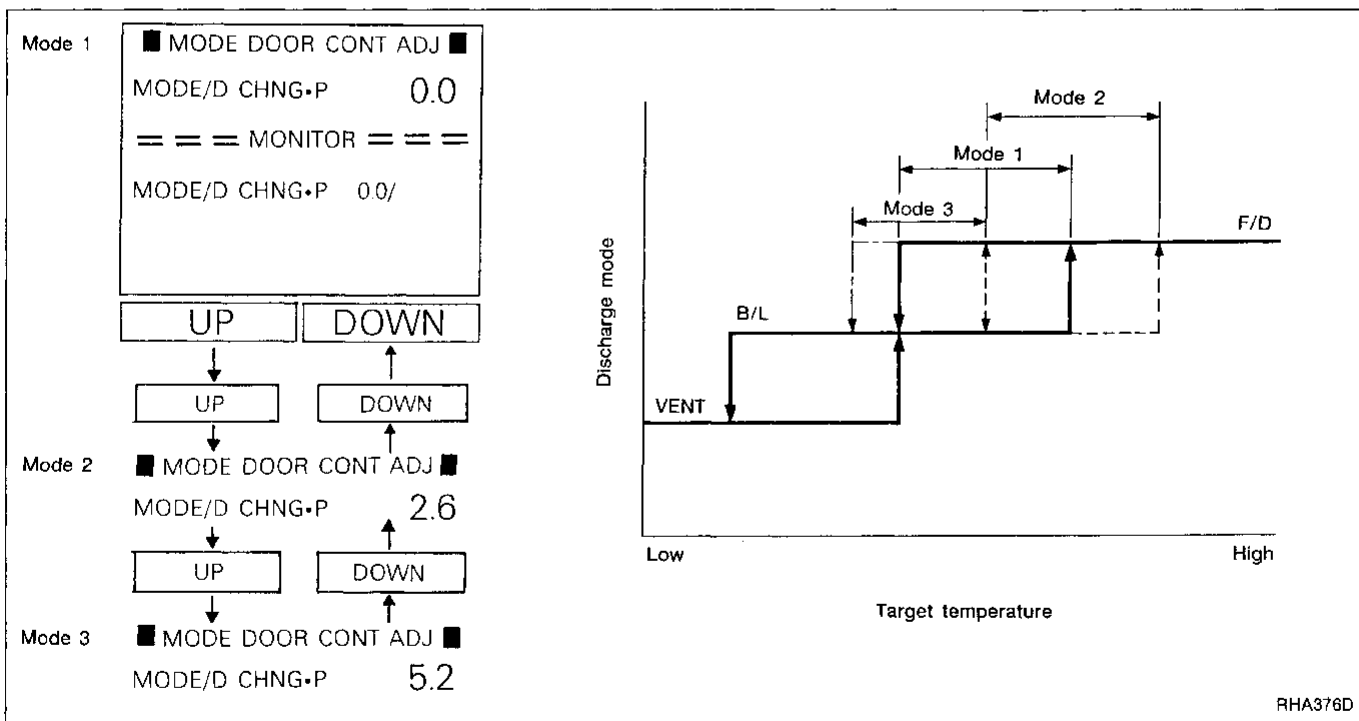 Mode 1
■ MODE DOOR CONT ADJ ■
MODE/D CHNG•P 0.0
=== MONITOR ===
MODE/D CHNG•P 0.0/
UP DOWN
UP DOWN
Mode 2
■ MODE DOOR CONT ADJ ■
MODE/D CHNG•P 2.6
UP DOWN
Mode 3
■ MODE DOOR CONT ADJ ■
MODE/D CHNG•P 5.2
Mode 2
Mode 1
Mode 3
F/D
B/L
VENT
Discharge mode
Low High
Target temperature
RHA376D